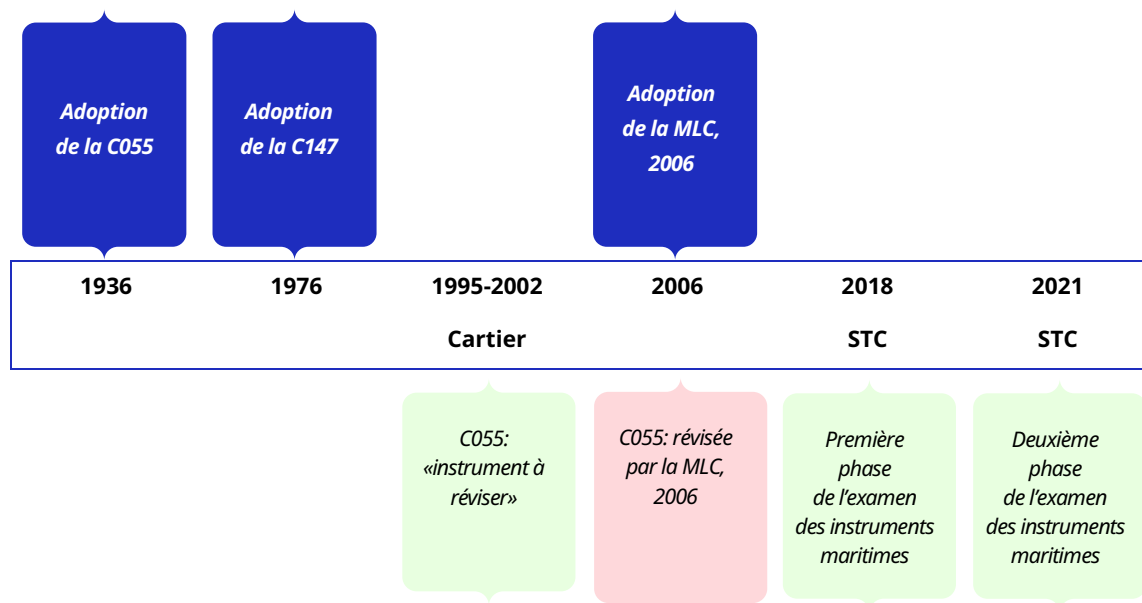 Adoption
de la C055
Adoption
de la C147
Adoption
de la MLC,
2006
1936
1976
1995-2002
2006
2018
2021
Cartier
STC
STC
C055:
«instrument à
réviser»
C055: révisée
par la MLC,
2006
Première
phase
de l’examen
des instruments
maritimes
Deuxième
phase
de l’examen
des instruments
maritimes